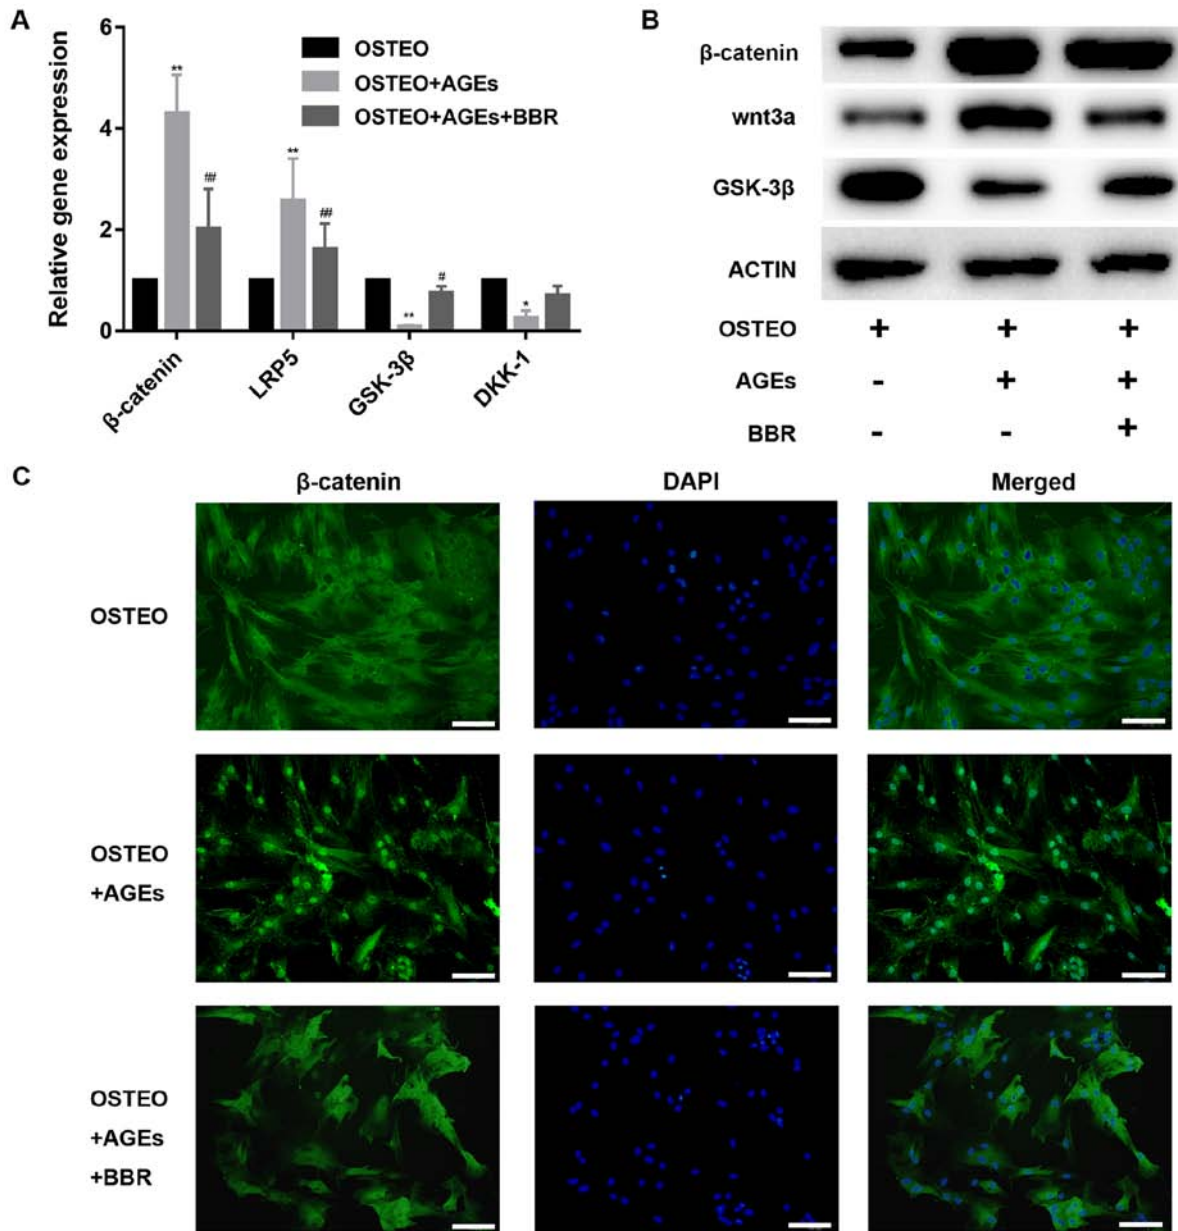 A
Relative gene expression
6
4
2
0
OSTEO
OSTEO+AGEs
OSTEO+AGEs+BBR
**
##
**
##
**
#
*
β-catenin
LRP5
GSK-3β
DKK-1
B
β-catenin
wnt3a
GSK-3β
ACTIN
OSTEO + + +
AGEs - + +
BBR - - +
C
β-catenin DAPI Merged
OSTEO
OSTEO
+AGEs
OSTEO
+AGEs
+BBR